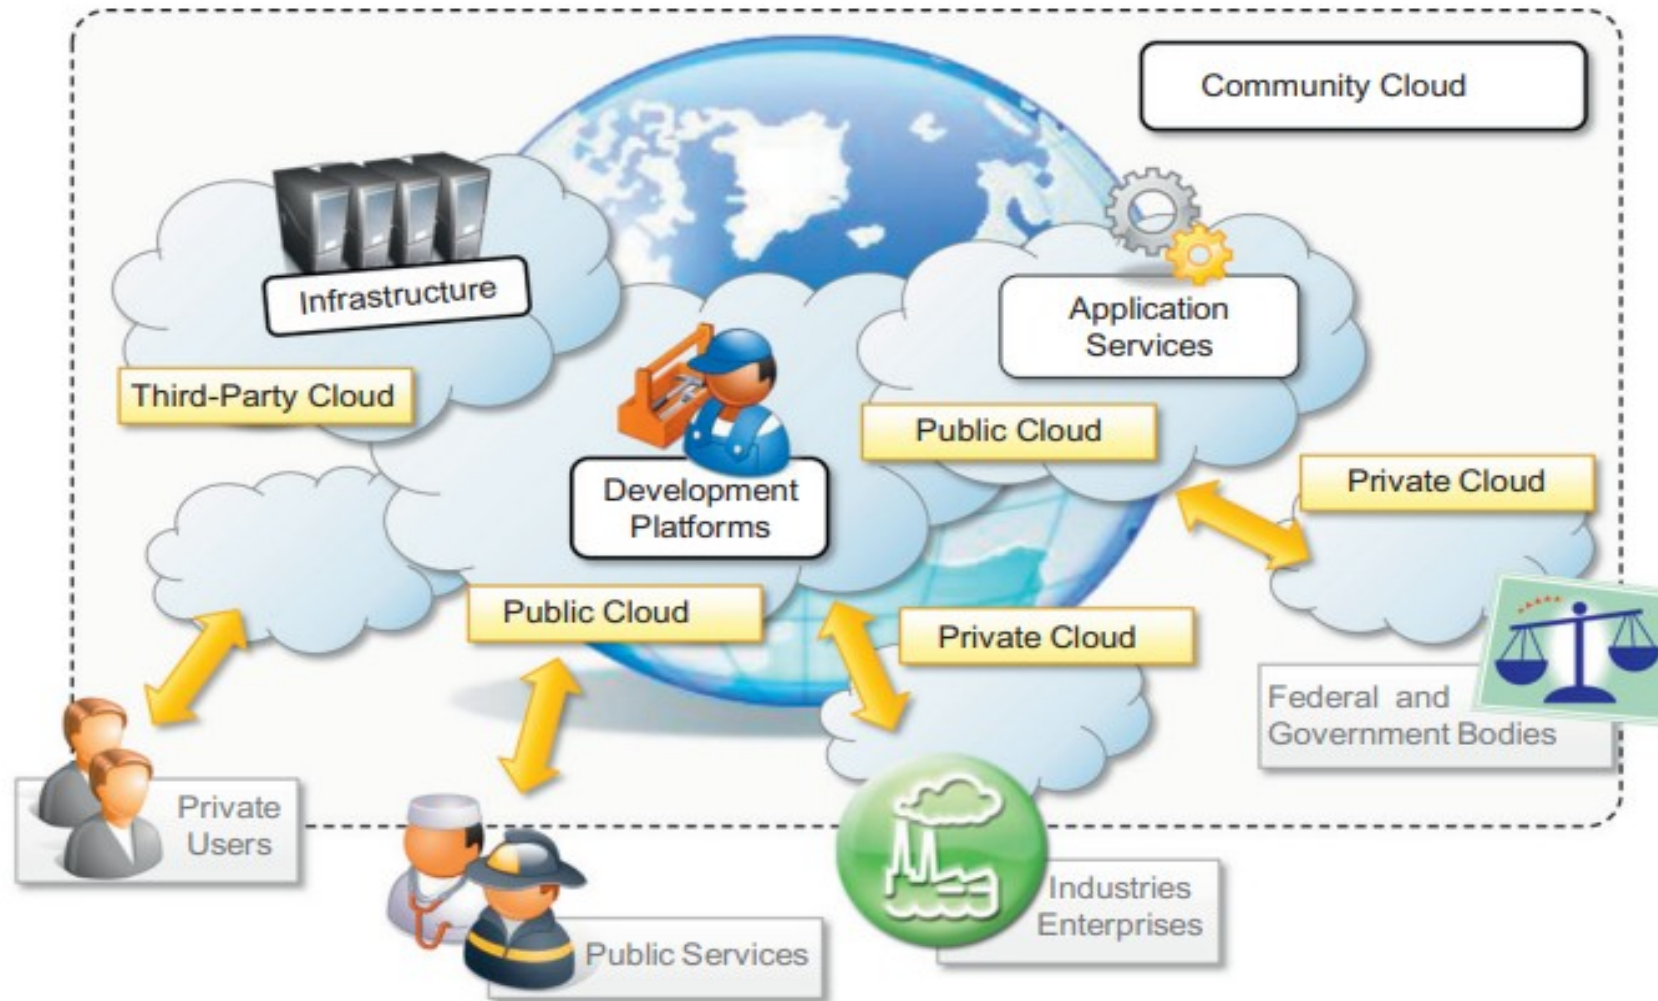 Community Cloud
Infrastructure
Application
Services
Third-Party Cloud
Public Cloud
Private Cloud
Development
Platforms
Public Cloud
Private Cloud
Federal and
Government Bodies
Private
Users
Industries
Enterprises
Public Services